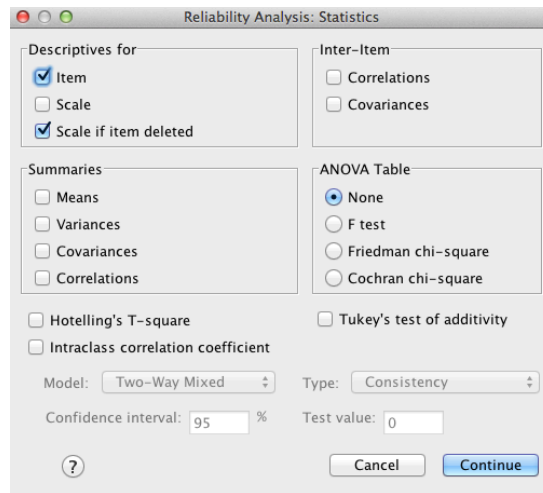 Reliability Analysis: Statistics
Descriptives for
Item
Scale
Scale if item deleted
Inter-Item
Correlations
Covariances
Summaries
Means
Variances
Covariances
Correlations
ANOVA Table
None
F test
Friedman chi-square
Cochran chi-square
Hotelling's T-square
Tukey's test of additivity
Intraclass correlation coefficient
Model: Two-Way Mixed Type: Consistency
Confidence interval: 95 % Test value: 0
? Cancel Continue